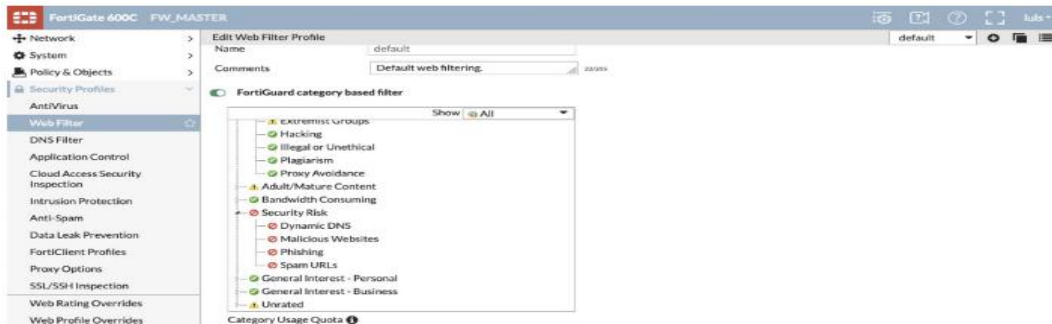 FortiGate 600C FW_MASTER
luis
Network
System
Policy & Objects
Security Profiles
AntiVirus
Web Filter
DNS Filter
Application Control
Cloud Access Security
Inspection
Intrusion Protection
Anti-Spam
Data Leak Prevention
FortiClient Profiles
Proxy Options
SSL/SSH Inspection
Web Rating Overrides
Web Profile Overrides
Edit Web Filter Profile
default
Name default
Comments Default web filtering. 22/255
FortiGuard category based filter
Show All
Extremist Groups
Hacking
Illegal or Unethical
Plagiarism
Proxy Avoidance
Adult/Mature Content
Bandwidth Consuming
Security Risk
Dynamic DNS
Malicious Websites
Phishing
Spam URLs
General Interest - Personal
General Interest - Business
Unrated
Category Usage Quota